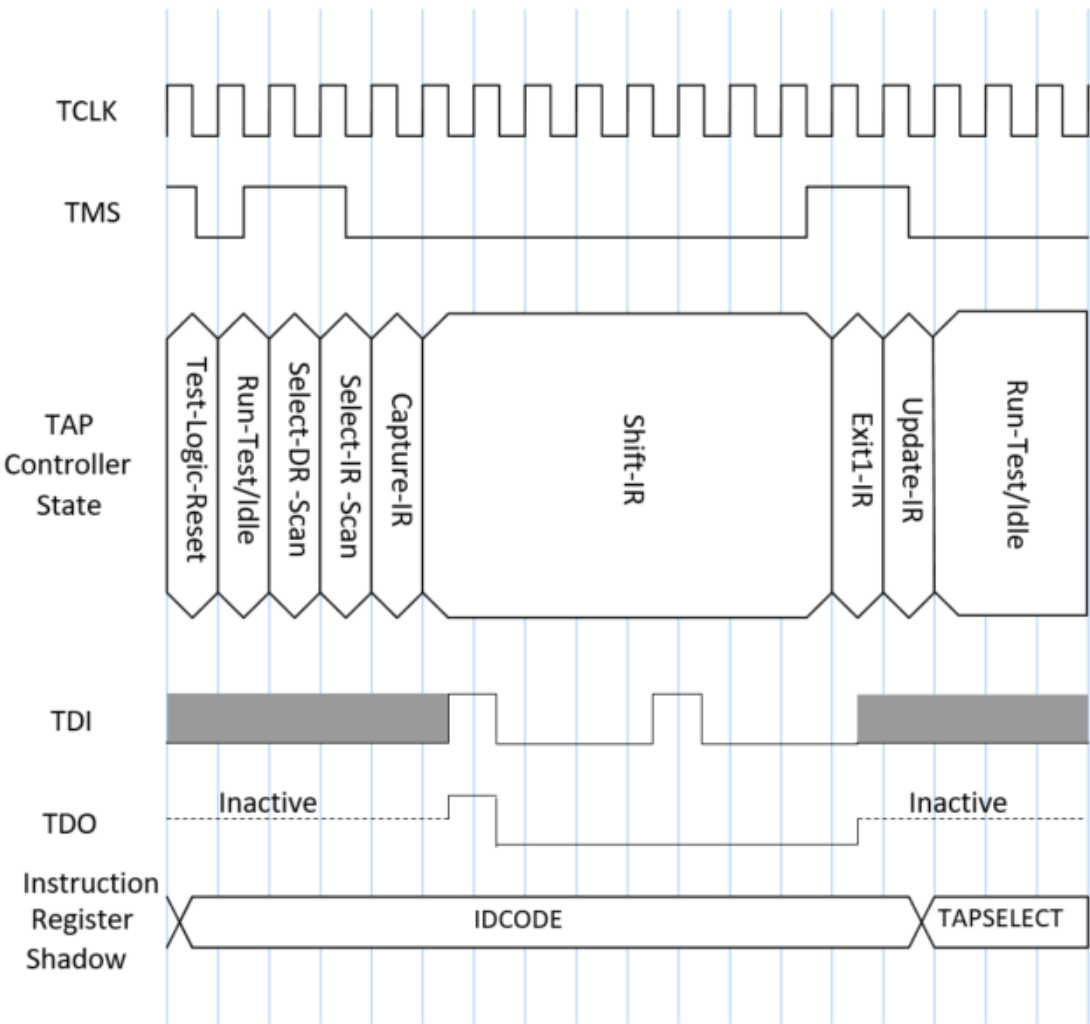 TCLK
TMS
TAP
Controller
State
Test-Logic-Reset
Run-Test/Idle
Select-DR -Scan
Select-IR -Scan
Capture-IR
Shift-IR
Exit1-IR
Update-IR
Run-Test/Idle
TDI
TDO
Inactive
Inactive
Instruction
Register
Shadow
IDCODE
TAPSELECT